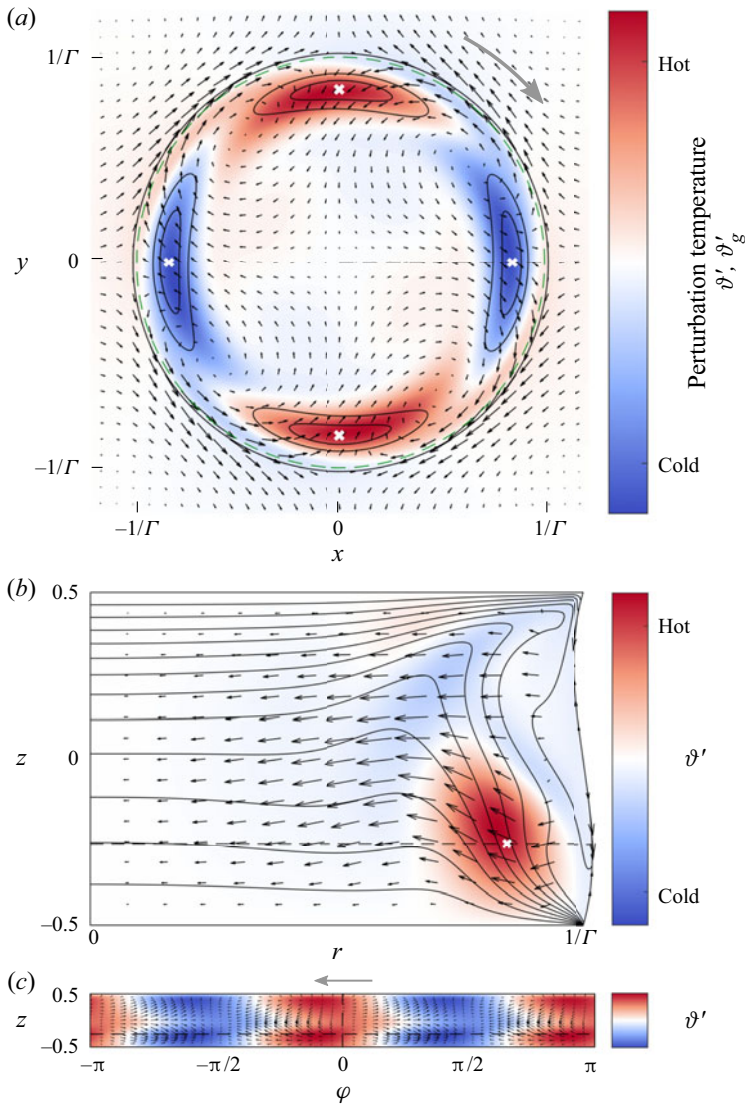 (a)
1/Γ
y
0
–1/Γ
–1/Γ
0
1/Γ
x
Hot
Cold
Perturbation temperature
ϑ′, ϑ′g
(b)
0.5
z
0
–0.5
0
r
1/Γ
Hot
ϑ′
Cold
(c)
0.5
z
–0.5
–π
–π/2
0
π/2
π
φ
ϑ′